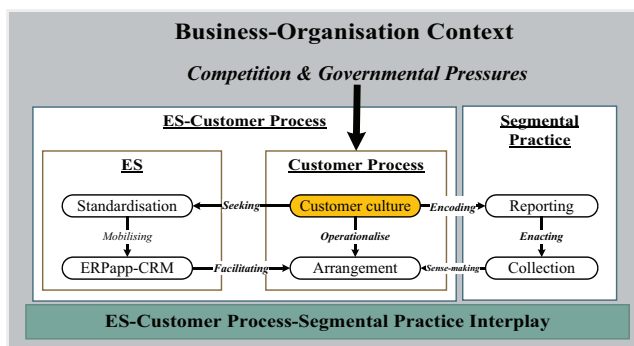 Business-Organisation Context
Competition & Governmental Pressures
ES-Customer Process
Segmental
Practice
ES
Customer Process
Standardisation
Seeking
Customer culture
Encoding
Reporting
Mobilising
Operationalise
Enacting
ERPapp-CRM
Facilitating
Arrangement
Sense-making
Collection
ES-Customer Process-Segmental Practice Interplay